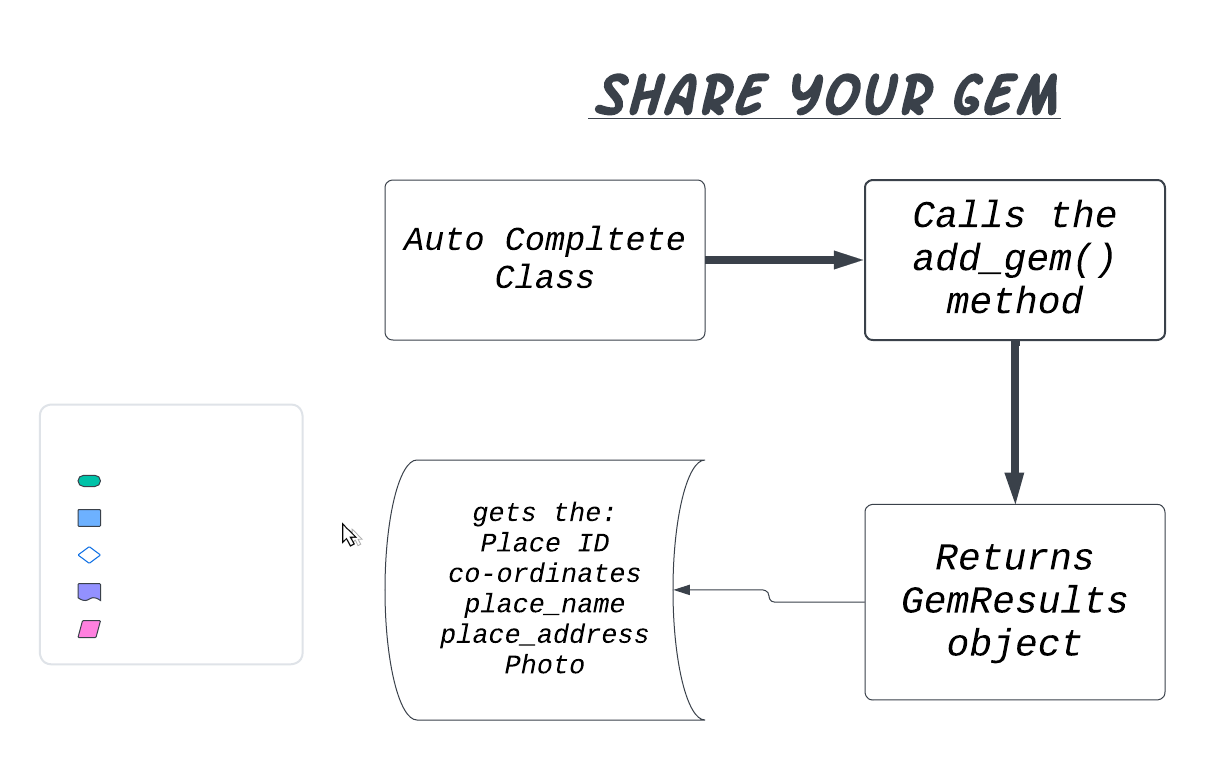 SHARE YOUR GEM
Auto Compltete
Class
Calls the
add_gem()
method
gets the:
Place ID
co-ordinates
place_name
place_address
Photo
Returns
GemResults
object